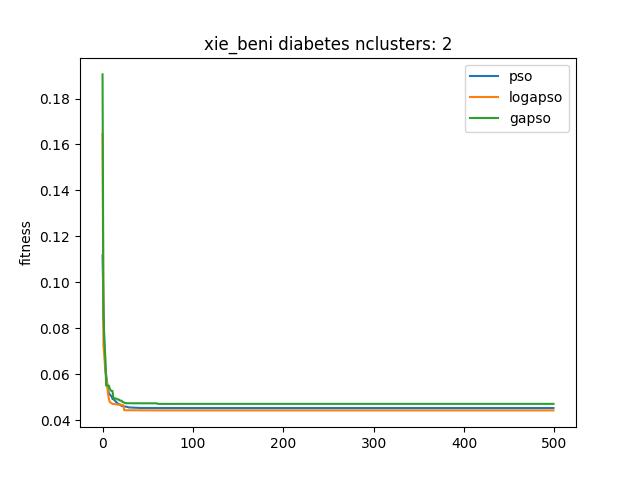 xie_beni diabetes nclusters: 2
pso
logapso
gapso
fitness
0.18
0.16
0.14
0.12
0.10
0.08
0.06
0.04
0 100 200 300 400 500